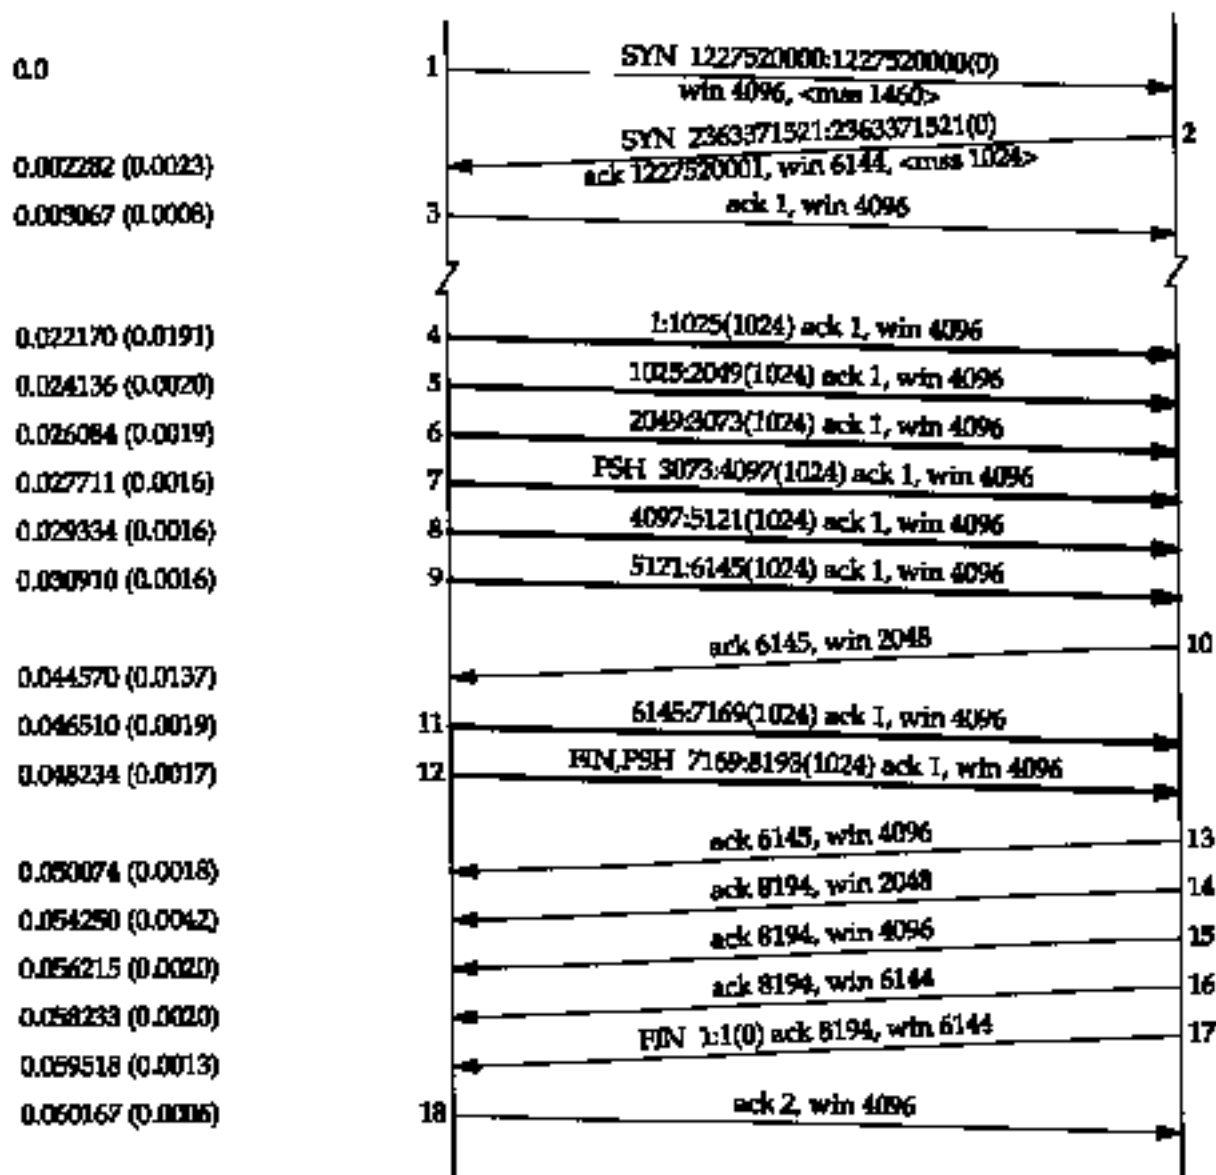 0.0
1
SYN 1227520000:1227520000(0)
win 4096, <mss 1460>
SYN 2363371521:2363371521(0)
2
0.002282 (0.0023)
ack 1227520001, win 6144, <mss 1024>
0.003067 (0.0008)
3
ack 1, win 4096
0.022170 (0.0191)
4
1:1025(1024) ack 1, win 4096
0.024136 (0.0020)
5
1025:2049(1024) ack 1, win 4096
0.026084 (0.0019)
6
2049:3073(1024) ack 1, win 4096
0.027711 (0.0016)
7
PSH 3073:4097(1024) ack 1, win 4096
0.029334 (0.0016)
8
4097:5121(1024) ack 1, win 4096
0.030910 (0.0016)
9
5121:6145(1024) ack 1, win 4096
ack 6145, win 2048
10
0.044570 (0.0137)
0.046510 (0.0019)
11
6145:7169(1024) ack 1, win 4096
0.048234 (0.0017)
12
FIN,PSH 7169:8193(1024) ack 1, win 4096
ack 6145, win 4096
13
0.050074 (0.0018)
ack 8194, win 2048
14
0.054250 (0.0042)
ack 8194, win 4096
15
0.056215 (0.0020)
ack 8194, win 6144
16
0.058233 (0.0020)
FIN 1:1(0) ack 8194, win 6144
17
0.059518 (0.0013)
0.060167 (0.0006)
18
ack 2, win 4096